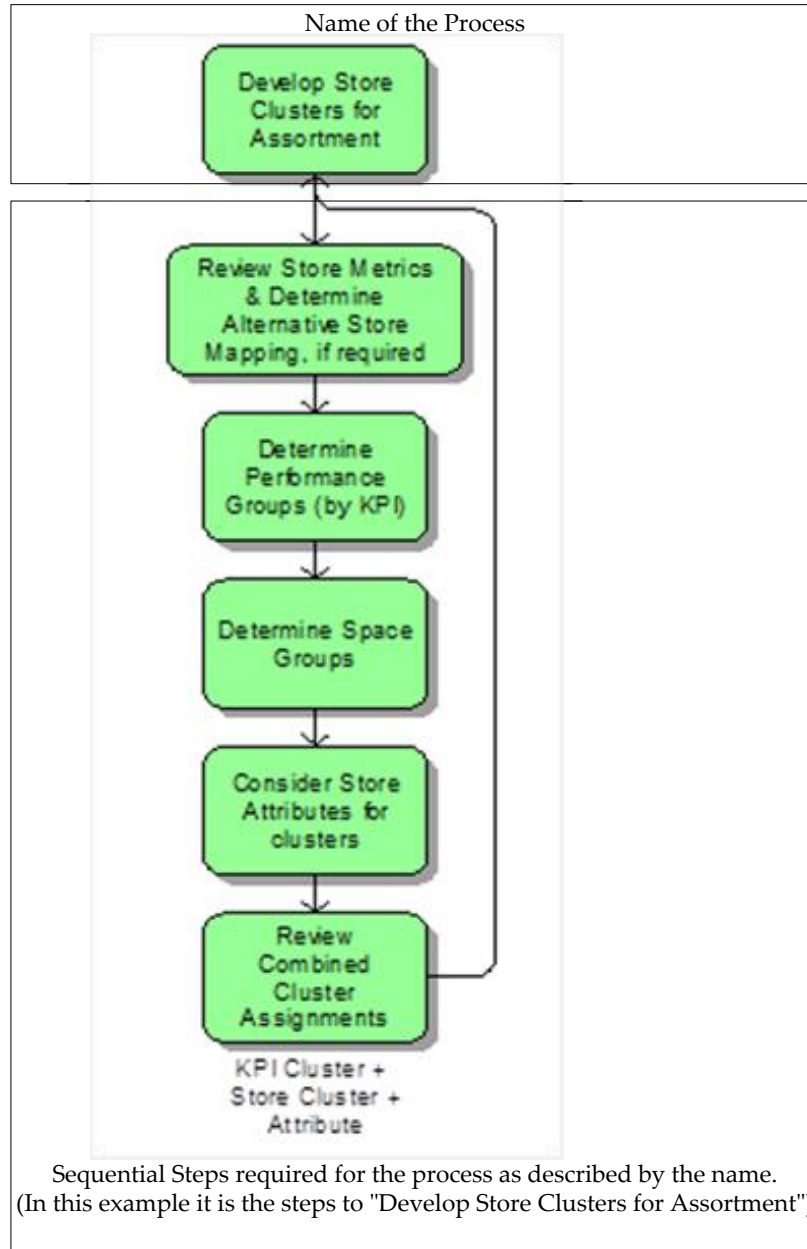 Name of the Process
Develop Store
Clusters for
Assortment
Review Store Metrics
& Determine
Alternative Store
Mapping, if required
Determine
Performance
Groups (by KPI)
Determine Space
Groups
Consider Store
Attributes for
clusters
Review
Combined
Cluster
Assignments
KPI Cluster +
Store Cluster +
Attribute
Sequential Steps required for the process as described by the name.
(In this example it is the steps to "Develop Store Clusters for Assortment")